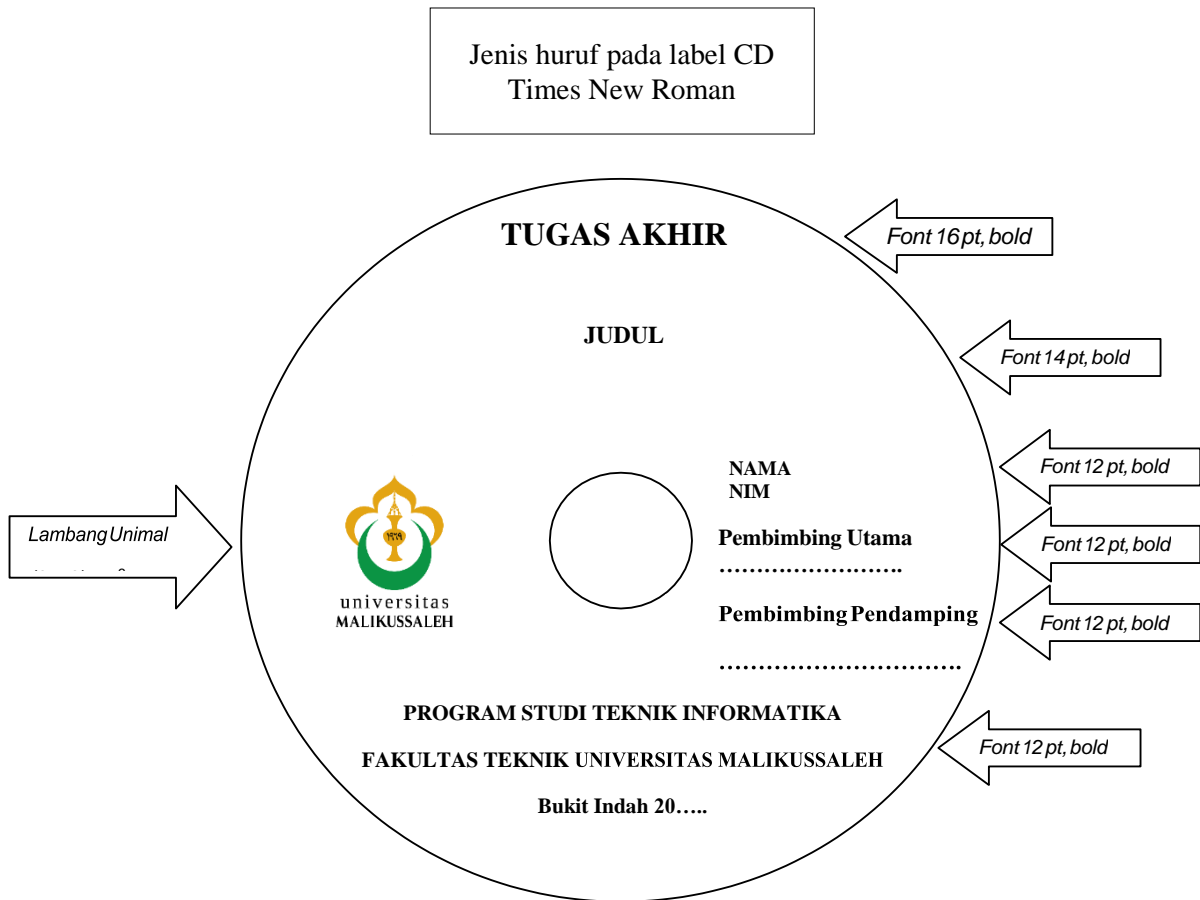 Jenis huruf pada label CD
Times New Roman
TUGAS AKHIR
Font 16 pt, bold
JUDUL
Font 14 pt, bold
NAMA
NIM
Font 12 pt, bold
Lambang Unimal
universitas
MALIKUSSALEH
Pembimbing Utama
........................
Font 12 pt, bold
Pembimbing Pendamping
...............................
Font 12 pt, bold
PROGRAM STUDI TEKNIK INFORMATIKA
FAKULTAS TEKNIK UNIVERSITAS MALIKUSSALEH
Bukit Indah 20…..
Font 12 pt, bold